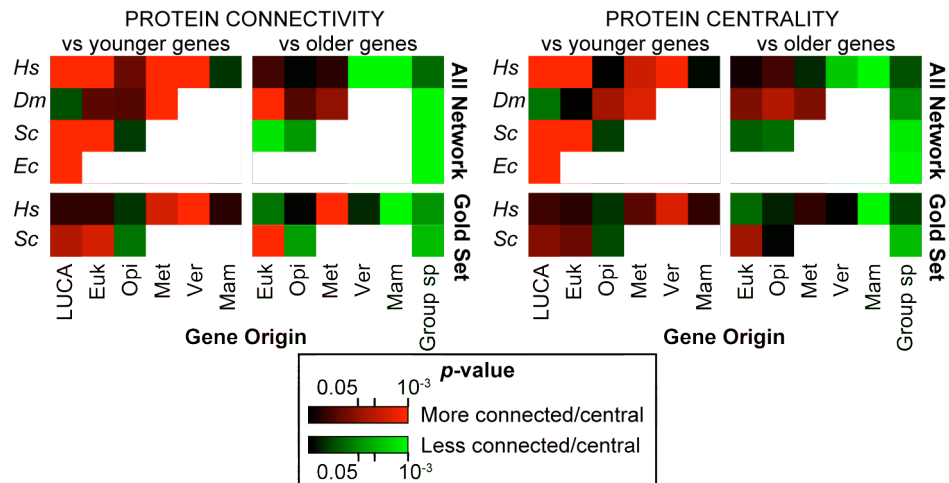 PROTEIN CONNECTIVITY
vs younger genes
vs older genes
Hs
Dm
Sc
Ec
All Network
Hs
Sc
Gold Set
LUCA
Euk
Opi
Met
Ver
Mam
Euk
Opi
Met
Ver
Mam
Group sp
Gene Origin
PROTEIN CENTRALITY
vs younger genes
vs older genes
Hs
Dm
Sc
Ec
All Network
Hs
Sc
Gold Set
LUCA
Euk
Opi
Met
Ver
Mam
Euk
Opi
Met
Ver
Mam
Group sp
Gene Origin
p-value
0.05 10⁻³
More connected/central
Less connected/central
0.05 10⁻³